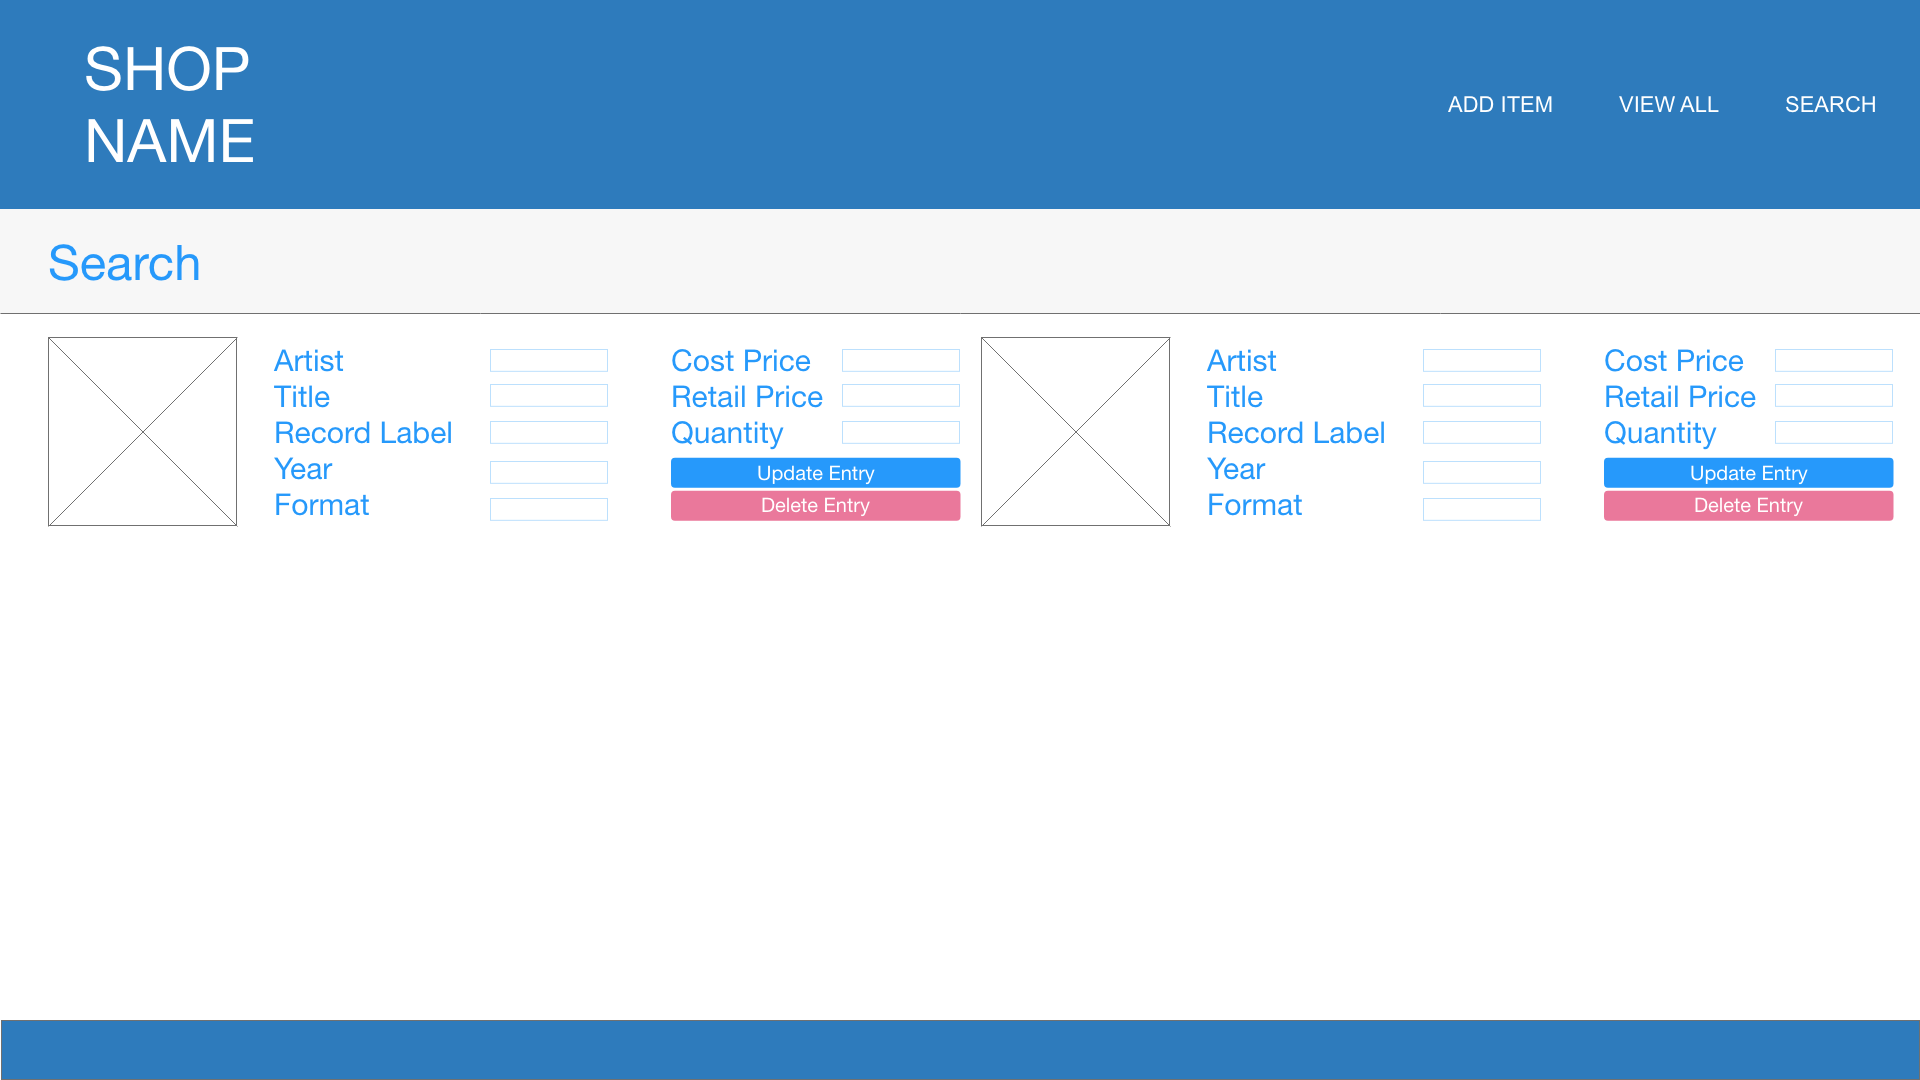 SHOP
NAME
ADD ITEM
VIEW ALL
SEARCH
Search
Artist
Title
Record Label
Year
Format
Cost Price
Retail Price
Quantity
Update Entry
Delete Entry
Artist
Title
Record Label
Year
Format
Cost Price
Retail Price
Quantity
Update Entry
Delete Entry